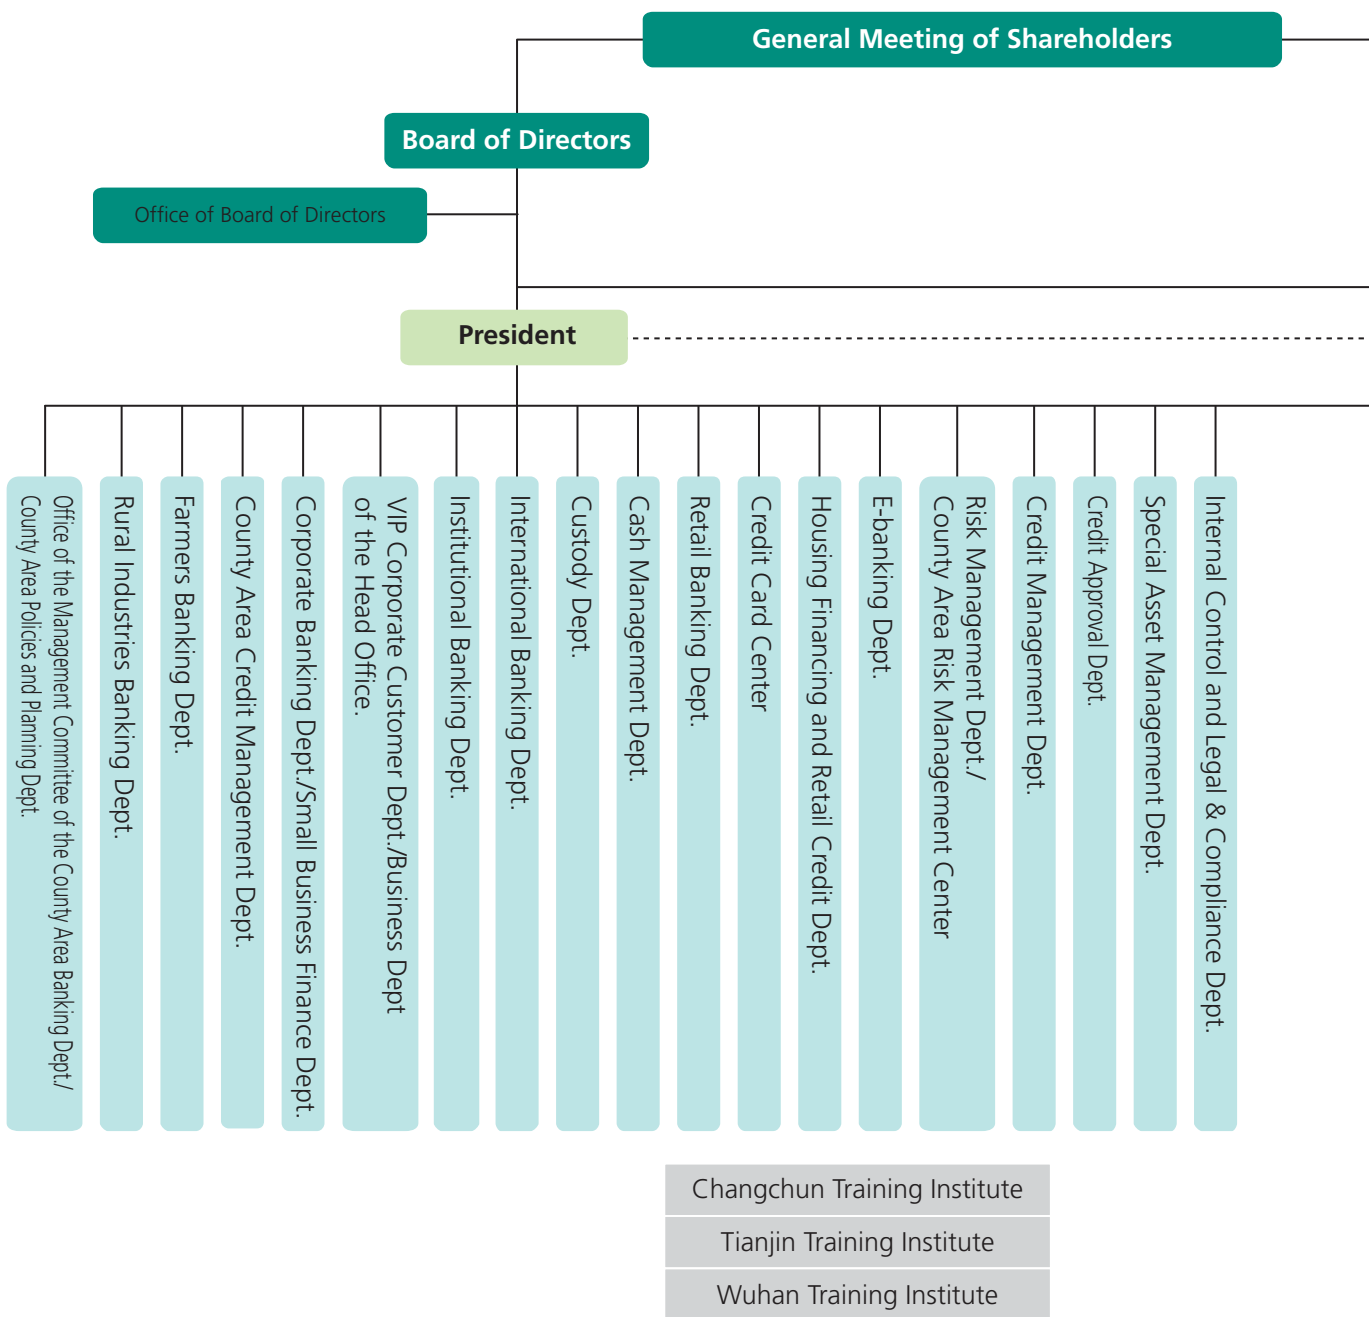 General Meeting of Shareholders
Board of Directors
Office of Board of Directors
President
Office of the Management Committee of the County Area Banking Dept./
County Area Policies and Planning Dept.
Rural Industries Banking Dept.
Farmers Banking Dept.
County Area Credit Management Dept.
Corporate Banking Dept./Small Business Finance Dept.
VIP Corporate Customer Dept./Business Dept
of the Head Office.
Institutional Banking Dept.
International Banking Dept.
Custody Dept.
Cash Management Dept.
Retail Banking Dept.
Credit Card Center
Housing Financing and Retail Credit Dept.
E-banking Dept.
Risk Management Dept./
County Area Risk Management Center
Credit Management Dept.
Credit Approval Dept.
Special Asset Management Dept.
Internal Control and Legal & Compliance Dept.
Changchun Training Institute
Tianjin Training Institute
Wuhan Training Institute